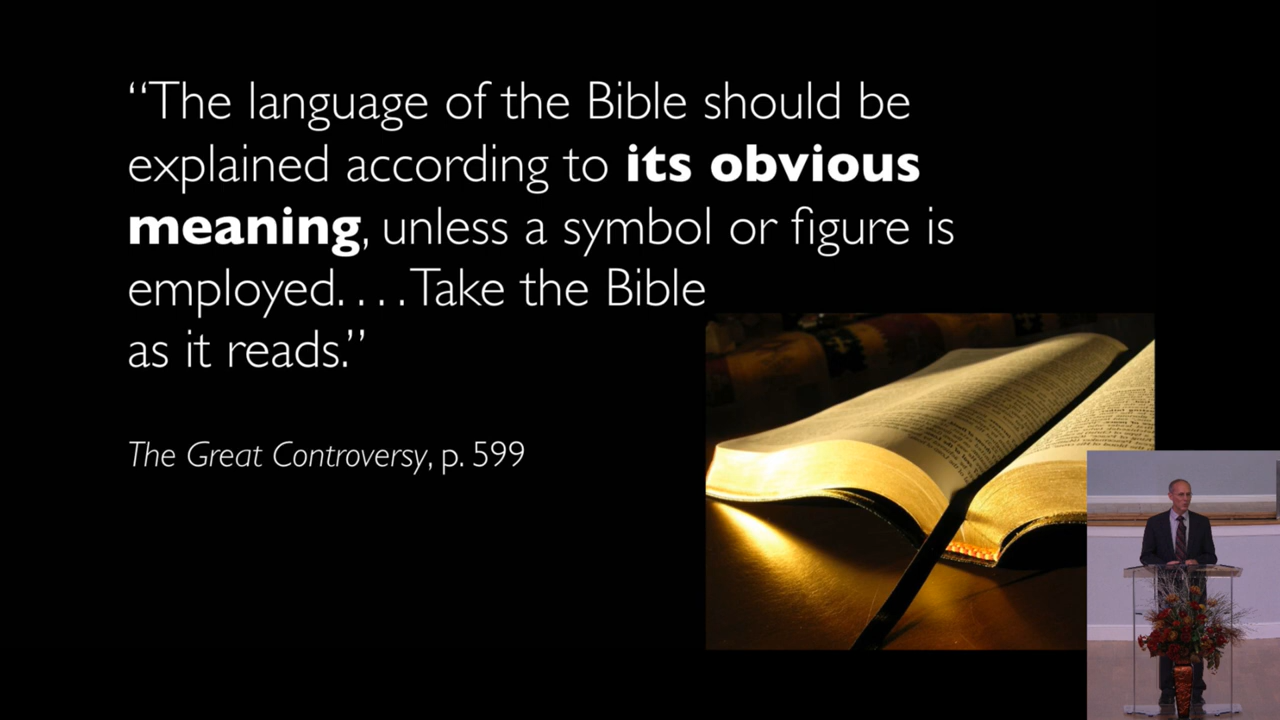 “The language of the Bible should be
explained according to its obvious
meaning, unless a symbol or figure is
employed. . . . Take the Bible
as it reads.”
The Great Controversy, p. 599